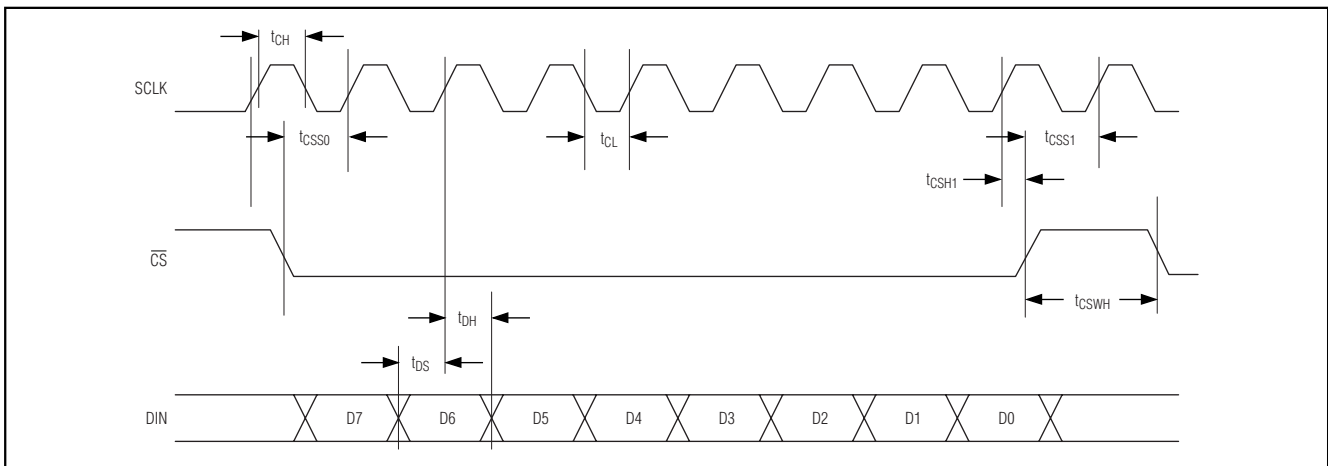 tCH
SCLK
tCSS0
tCL
tCSS1
tCSH1
CS
tCSWH
tDH
tDS
DIN
D7
D6
D5
D4
D3
D2
D1
D0